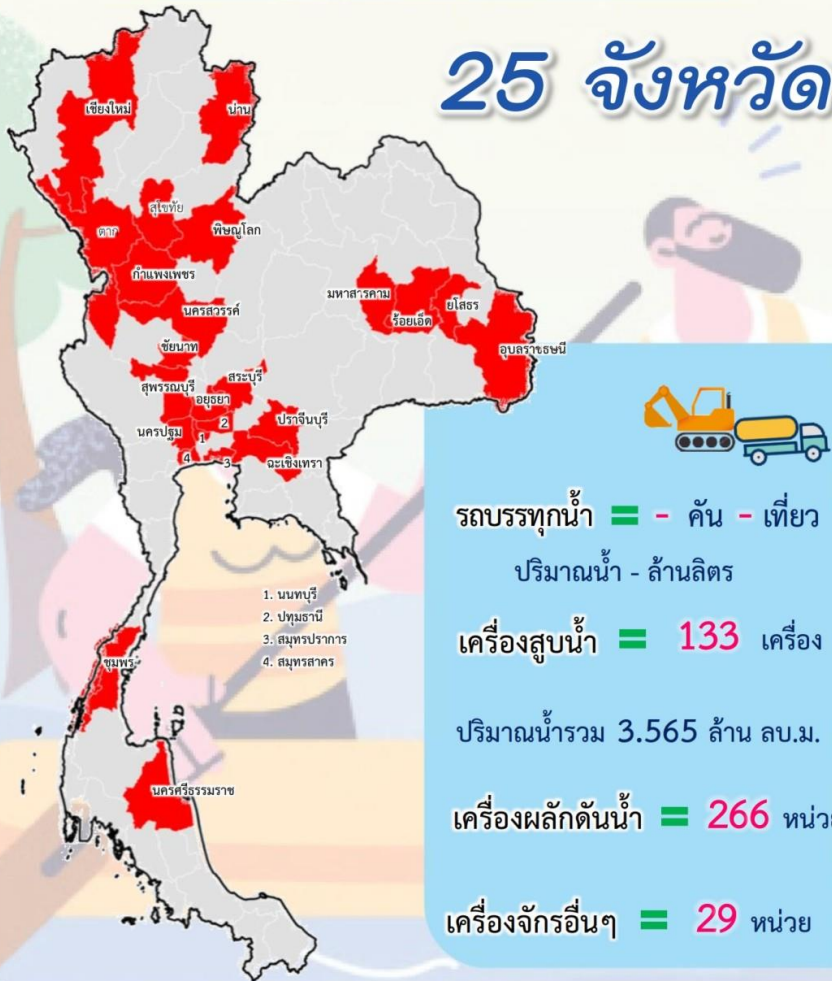 25 จังหวัด
เชียงใหม่
น่าน
สุโขทัย
ตาก
พิษณุโลก
กำแพงเพชร
นครสวรรค์
ชัยนาท
มหาสารคาม
ร้อยเอ็ด
ยโสธร
อุบลราชธษนี
สุพรรณบุรี
สระบุรี
อยุธยา
นครปฐม
2
1
ปราจีนบุรี
4
3
ฉะเชิงเทรา
1. นนทบุรี
2. ปทุมธานี
3. สมุทรปราการ
4. สมุทรสาคร
ชุมพร
นครศรีธรรมราช
รถบรรทุกน้ำ = - คัน - เที่ยว
ปริมาณน้ำ - ล้านลิตร
เครื่องสูบน้ำ = 133 เครื่อง
ปริมาณน้ำรวม 3.565 ล้าน ลบ.ม.
เครื่องผลักดันน้ำ = 266 หน่วย
เครื่องจักรอื่นๆ = 29 หน่วย